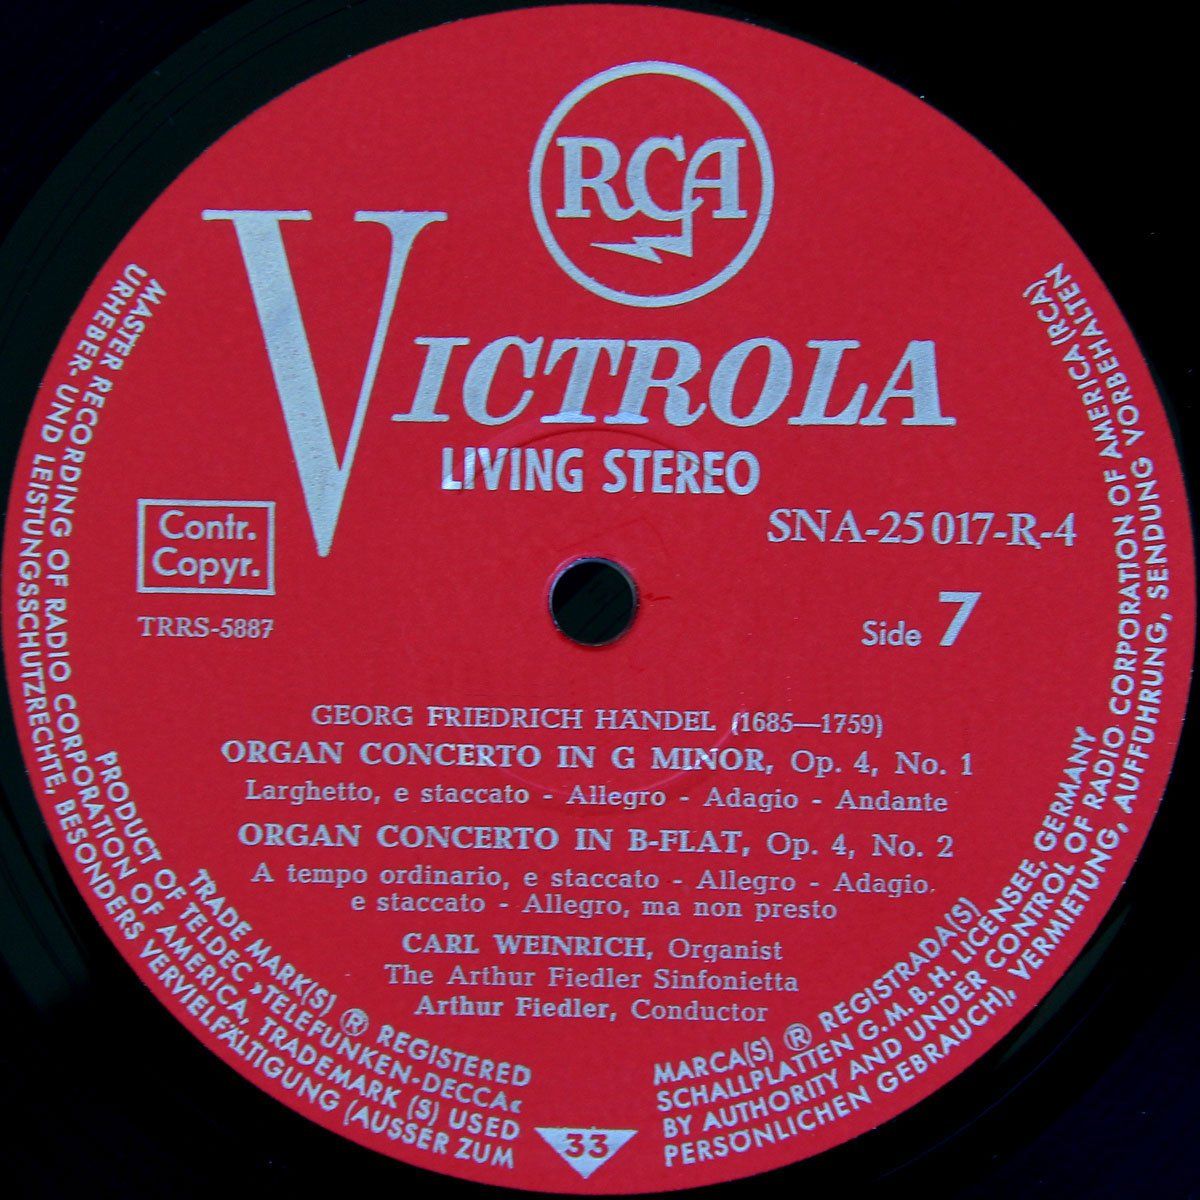 RCA
VICTROLA
LIVING STEREO
Contr.
Copyr.
SNA-25 017-R-4
TRRS-5887
Side 7
GEORG FRIEDRICH HÄNDEL (1685—1759)
ORGAN CONCERTO IN G MINOR, Op. 4, No. 1
Larghetto, e staccato - Allegro - Adagio - Andante
ORGAN CONCERTO IN B-FLAT, Op. 4, No. 2
A tempo ordinario, e staccato - Allegro - Adagio,
e staccato - Allegro, ma non presto
CARL WEINRICH, Organist
The Arthur Fiedler Sinfonietta
Arthur Fiedler, Conductor
TRADE MARK(S) ® REGISTERED MARCA(S) ® REGISTRADA(S)
PRODUCT OF TELDEC »TELEFUNKEN-DECCA« SCHALLPLATTEN G.M.B.H. LICENSEE, GERMANY
MASTER RECORDING OF RADIO CORPORATION OF AMERICA, TRADEMARK (S) USED BY AUTHORITY AND UNDER CONTROL OF RADIO CORPORATION OF AMERICA (RCA)
URHEBER- UND LEISTUNGSSCHUTZRECHTE, BESONDERS VERVIELFÄLTIGUNG (AUSSER ZUM PERSÖNLICHEN GEBRAUCH), VERMIETUNG, AUFFÜHRUNG, SENDUNG VORBEHALTEN
33